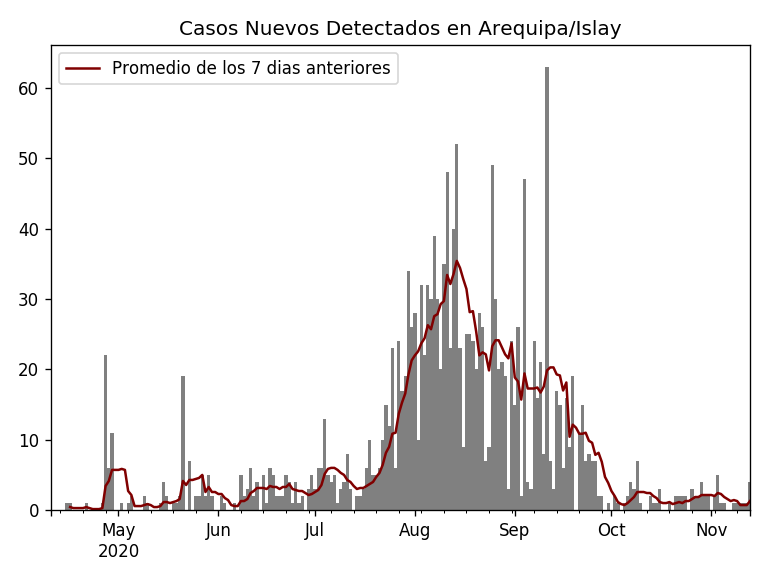 Casos Nuevos Detectados en Arequipa/Islay
Promedio de los 7 dias anteriores
60
50
40
30
20
10
0
May Jun Jul Aug Sep Oct Nov
2020